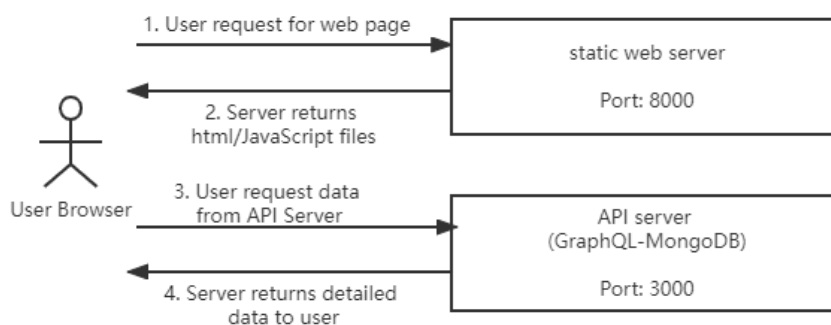 1. User request for web page
static web server
Port: 8000
2. Server returns
html/JavaScript files
User Browser
3. User request data
from API Server
API server
(GraphQL-MongoDB)
Port: 3000
4. Server returns detailed
data to user